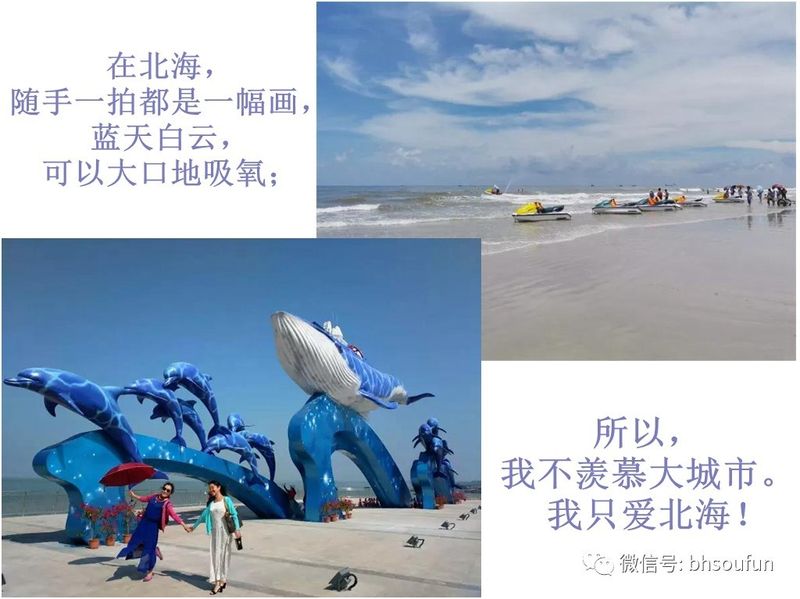 在北海，
随手一拍都是一幅画，
蓝天白云，
可以大口地吸氧；
所以，
我不羡慕大城市。
我只爱北海！
微信号: bhsoufun